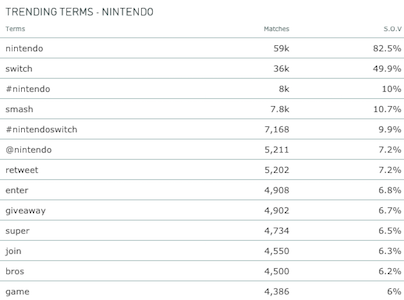 TRENDING TERMS - NINTENDO
Terms Matches S.O.V
nintendo 59k 82.5%
switch 36k 49.9%
#nintendo 8k 10%
smash 7.8k 10.7%
#nintendoswitch 7,168 9.9%
@nintendo 5,211 7.2%
retweet 5,202 7.2%
enter 4,908 6.8%
giveaway 4,902 6.7%
super 4,734 6.5%
join 4,550 6.3%
bros 4,500 6.2%
game 4,386 6%